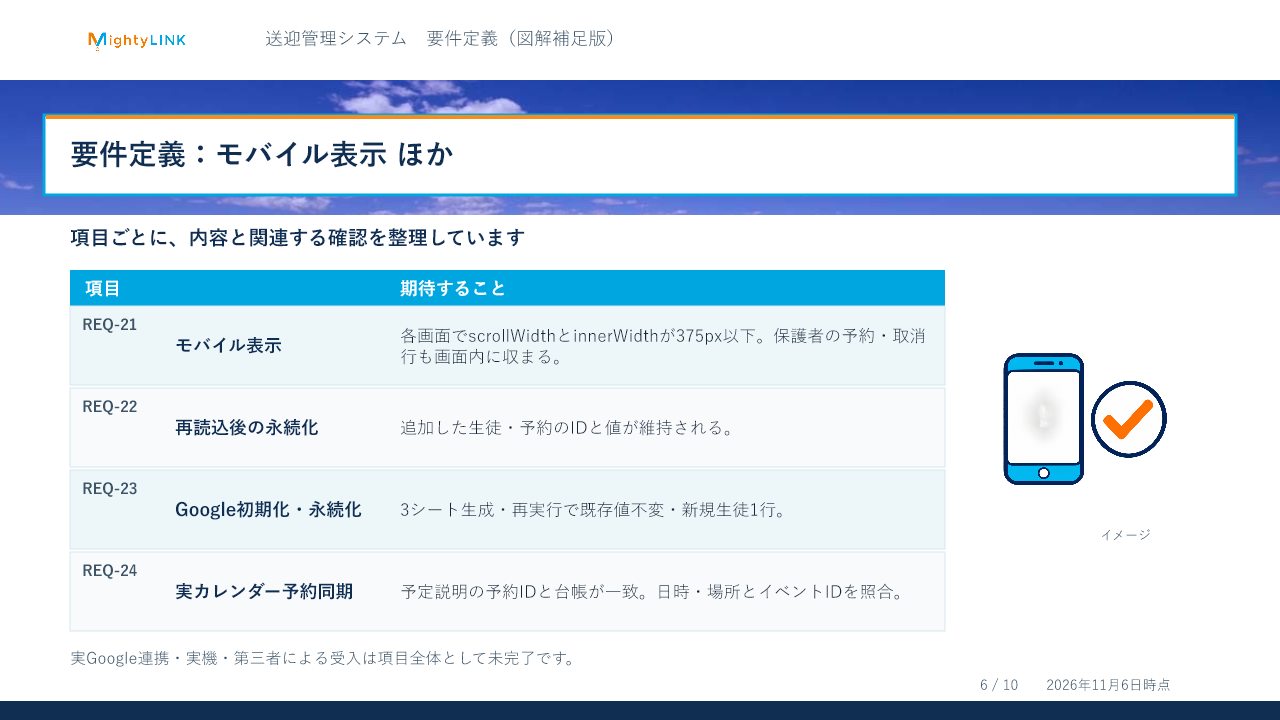 MightyLINK
送迎管理システム　要件定義（図解補足版）
要件定義：モバイル表示 ほか
項目ごとに、内容と関連する確認を整理しています
項目 期待すること
REQ-21
モバイル表示
各画面でscrollWidthとinnerWidthが375px以下。保護者の予約・取消
行も画面内に収まる。
REQ-22
再読込後の永続化
追加した生徒・予約のIDと値が維持される。
REQ-23
Google初期化・永続化
3シート生成・再実行で既存値不変・新規生徒1行。
REQ-24
実カレンダー予約同期
予定説明の予約IDと台帳が一致。日時・場所とイベントIDを照合。
イメージ
実Google連携・実機・第三者による受入は項目全体として未完了です。
6 / 10 2026年11月6日時点